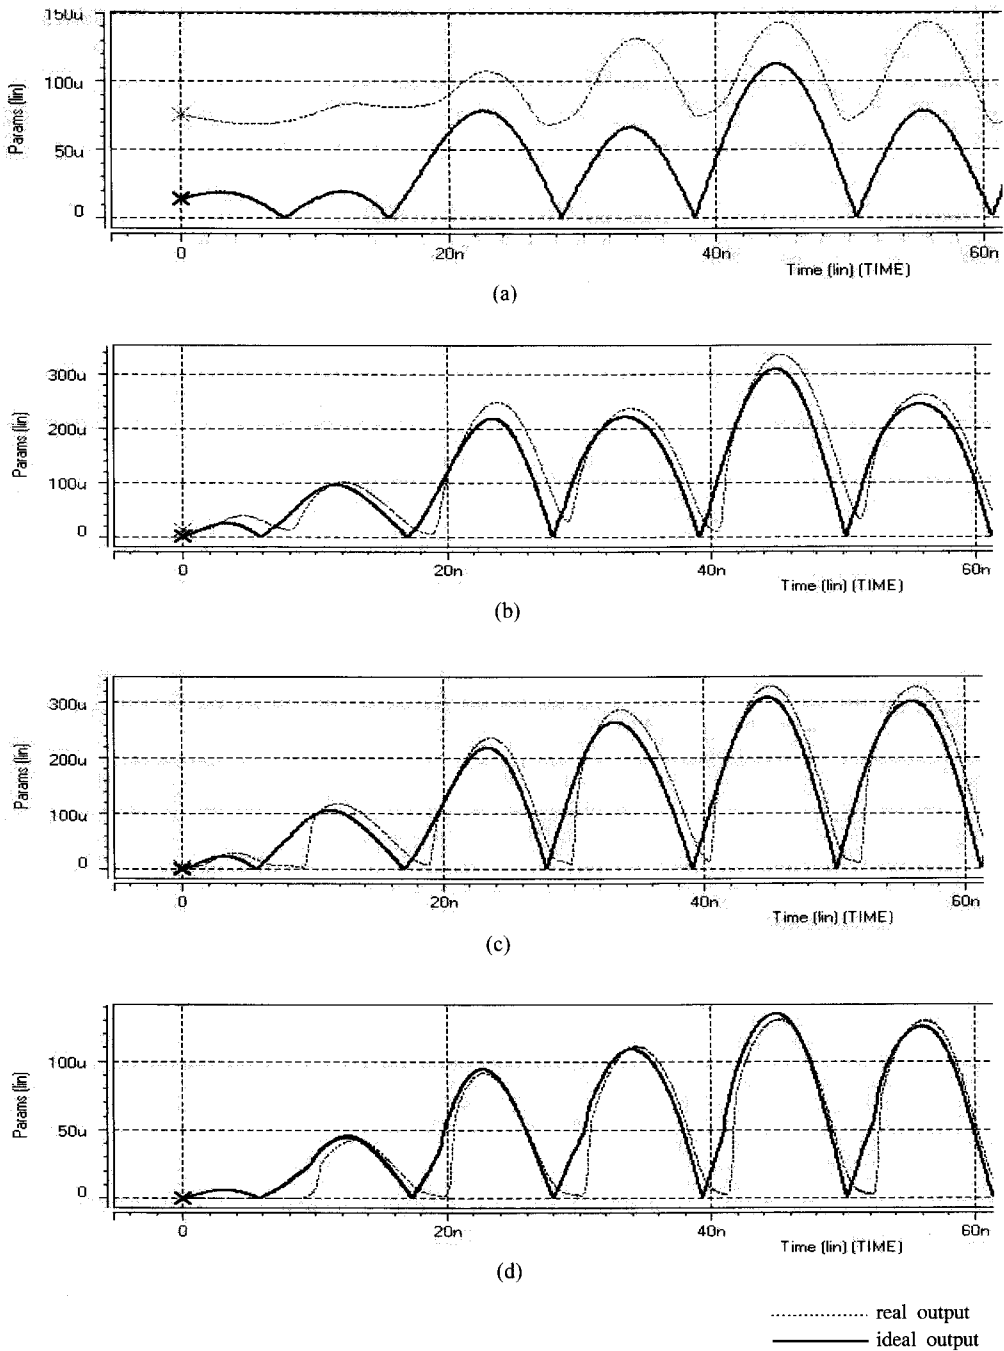 150u
100u
50u
0
Params (lin)
0
20n
40n
60n
Time (lin) (TIME)
(a)
300u
200u
100u
0
Params (lin)
0
20n
40n
60n
Time (lin) (TIME)
(b)
300u
200u
100u
0
Params (lin)
0
20n
40n
60n
Time (lin) (TIME)
(c)
100u
50u
0
Params (lin)
0
20n
40n
60n
Time (lin) (TIME)
(d)
real output
ideal output